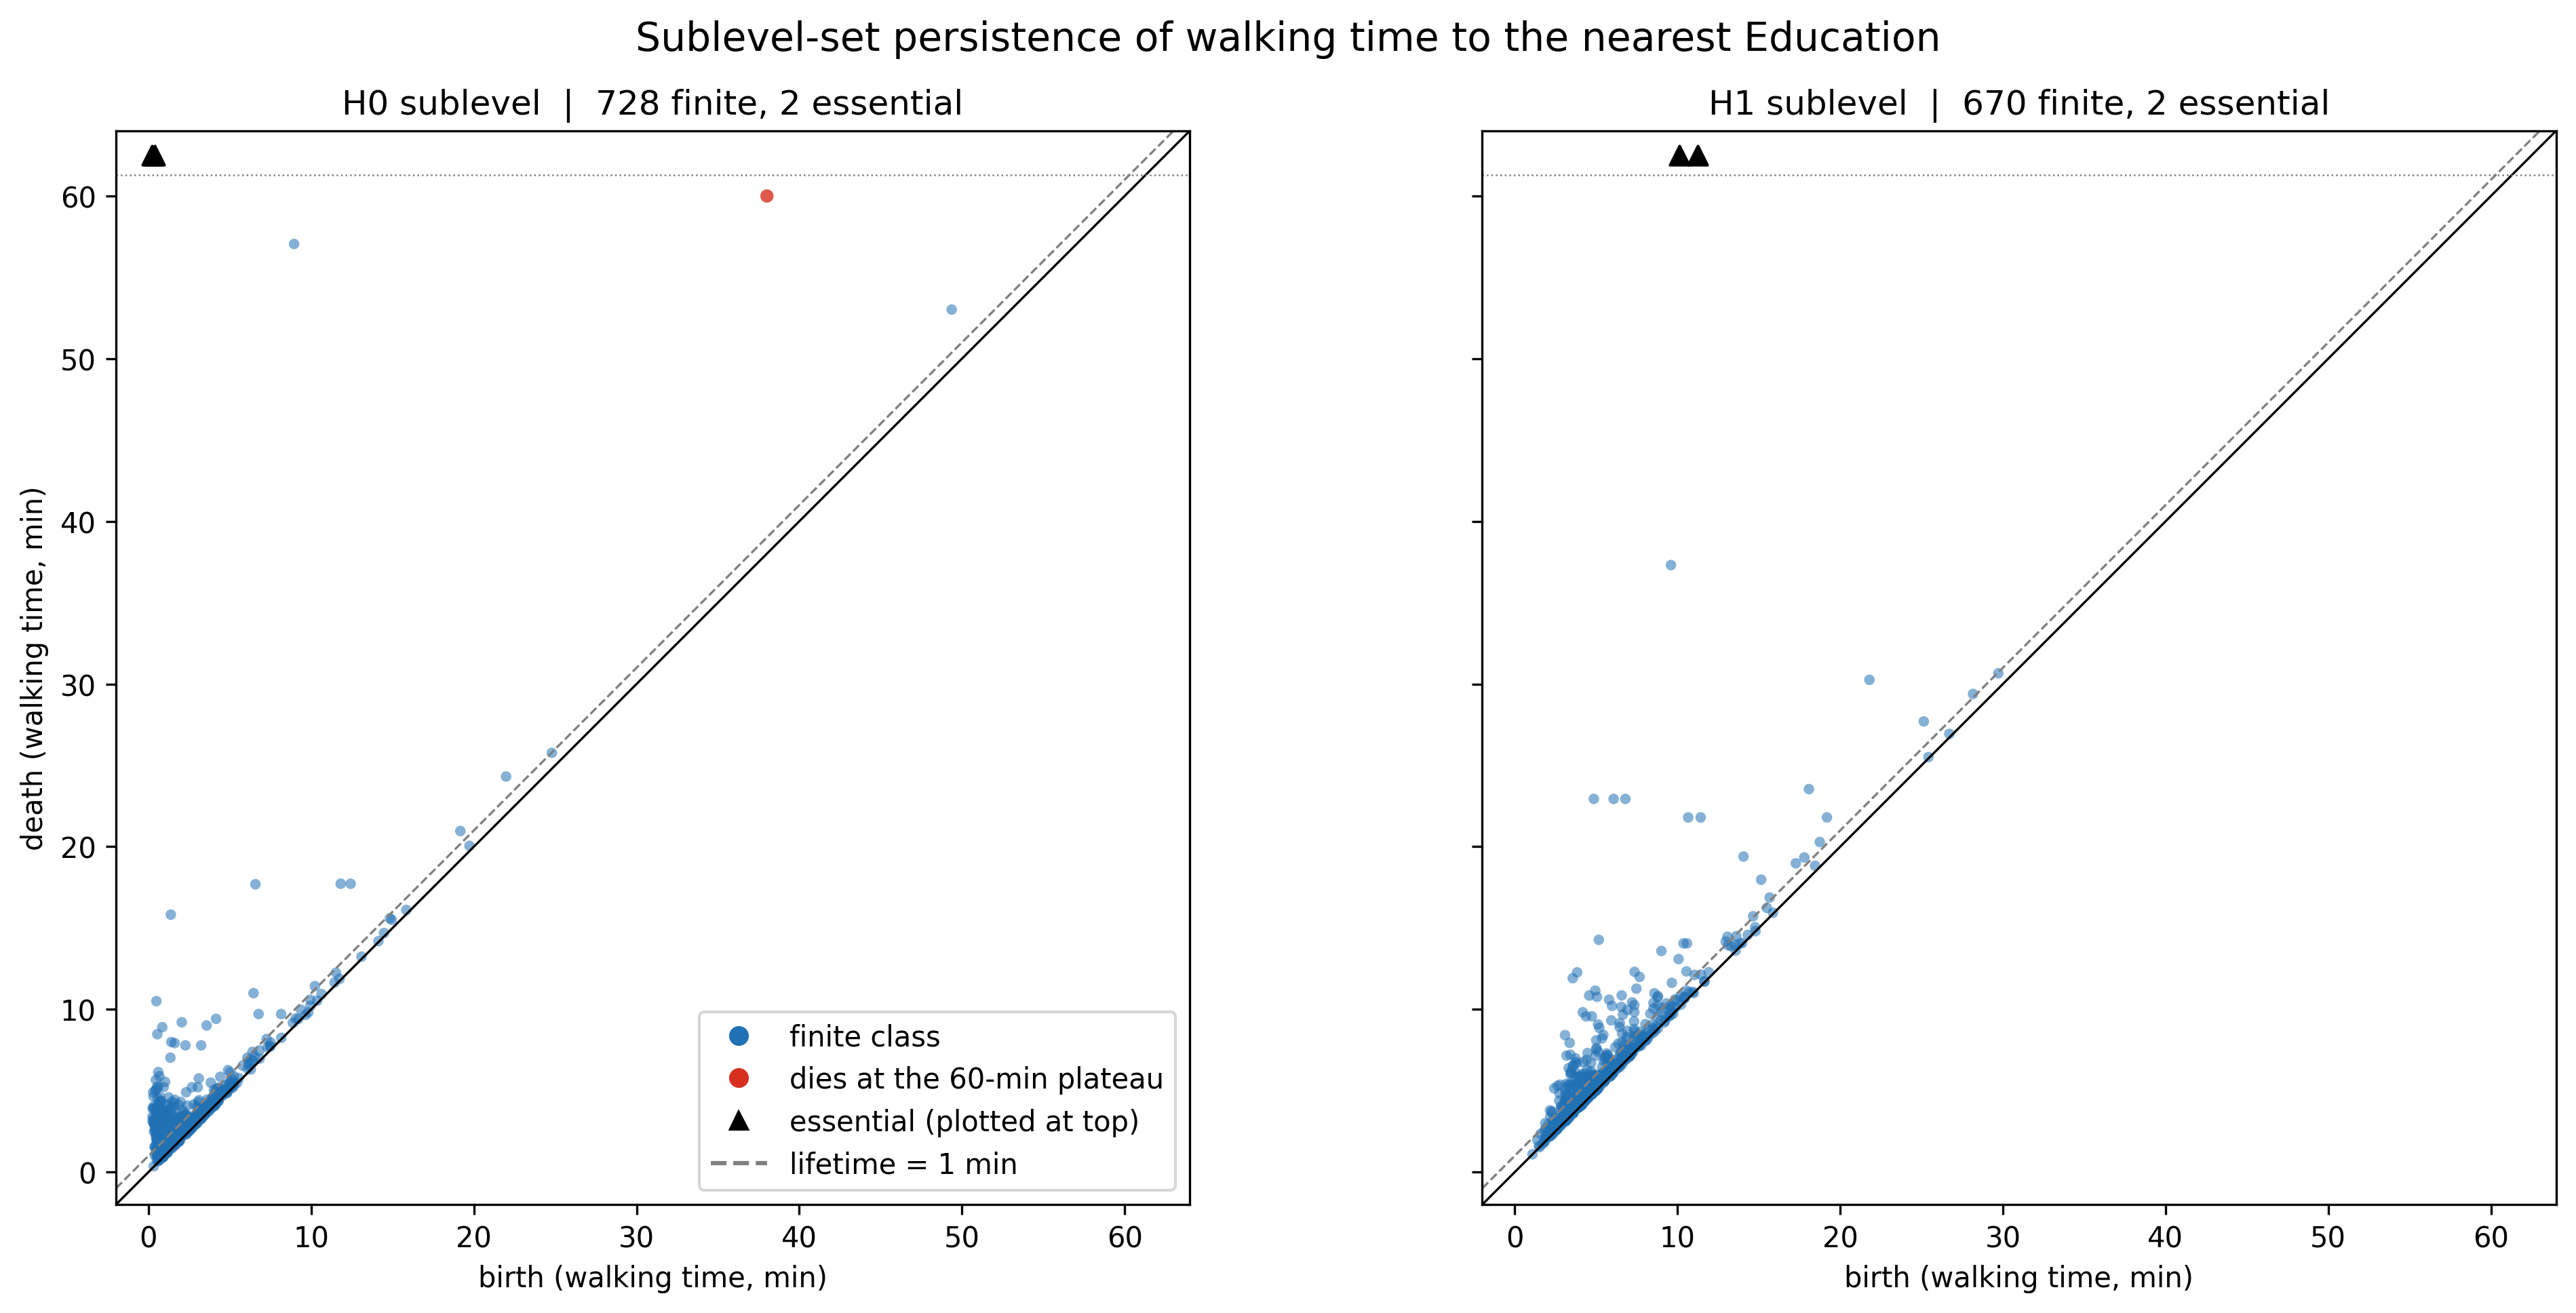 Sublevel-set persistence of walking time to the nearest Education
H0 sublevel | 728 finite, 2 essential
H1 sublevel | 670 finite, 2 essential
death (walking time, min)
60
50
40
30
20
10
0
finite class
dies at the 60-min plateau
essential (plotted at top)
lifetime = 1 min
0 10 20 30 40 50 60
0 10 20 30 40 50 60
birth (walking time, min)
birth (walking time, min)